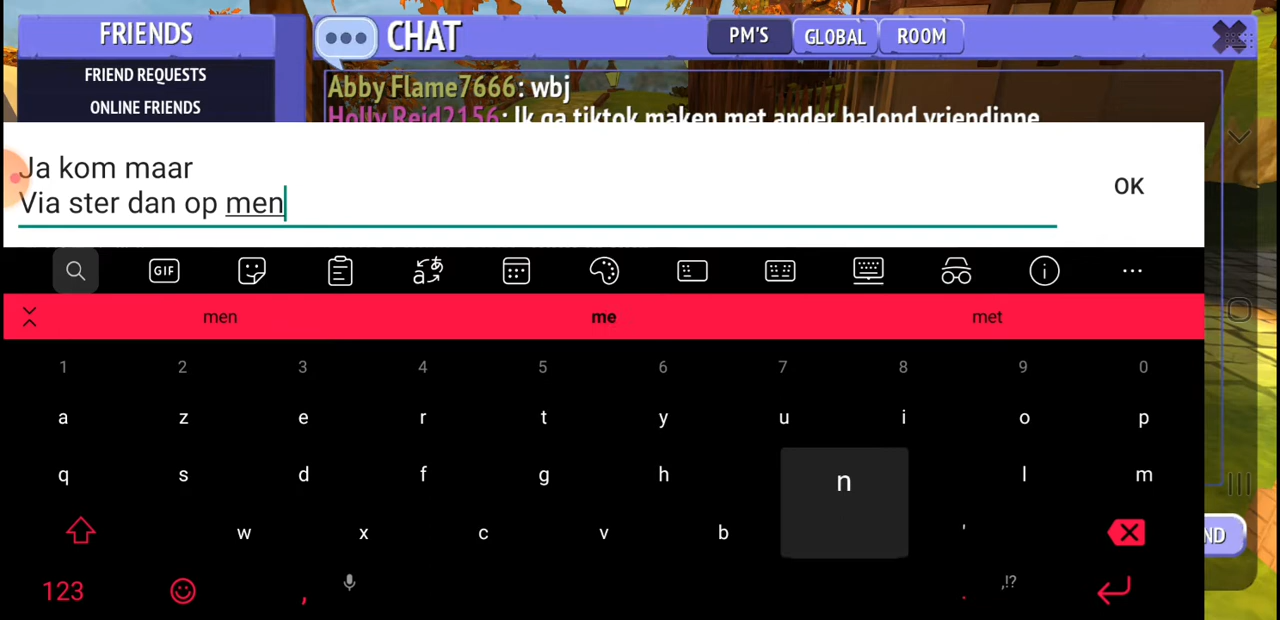 FRIENDS
CHAT
PM'S
GLOBAL
ROOM
FRIEND REQUESTS
ONLINE FRIENDS
Abby Flame7666: wbj
Holly Reid2156: Ik ga tiktok maken met ander balond vriendinne
Ja kom maar
Via ster dan op men
OK
GIF
men
me
met
1 2 3 4 5 6 7 8 9 0
a z e r t y u i o p
q s d f g h l m
n
w x c v b '
123 , . ,!?
ND